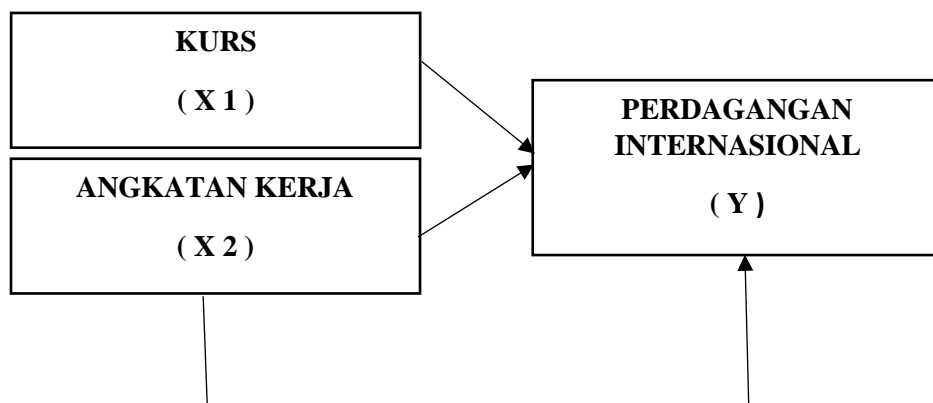 KURS
( X 1 )
ANGKATAN KERJA
( X 2 )
PERDAGANGAN
INTERNASIONAL
( Y )